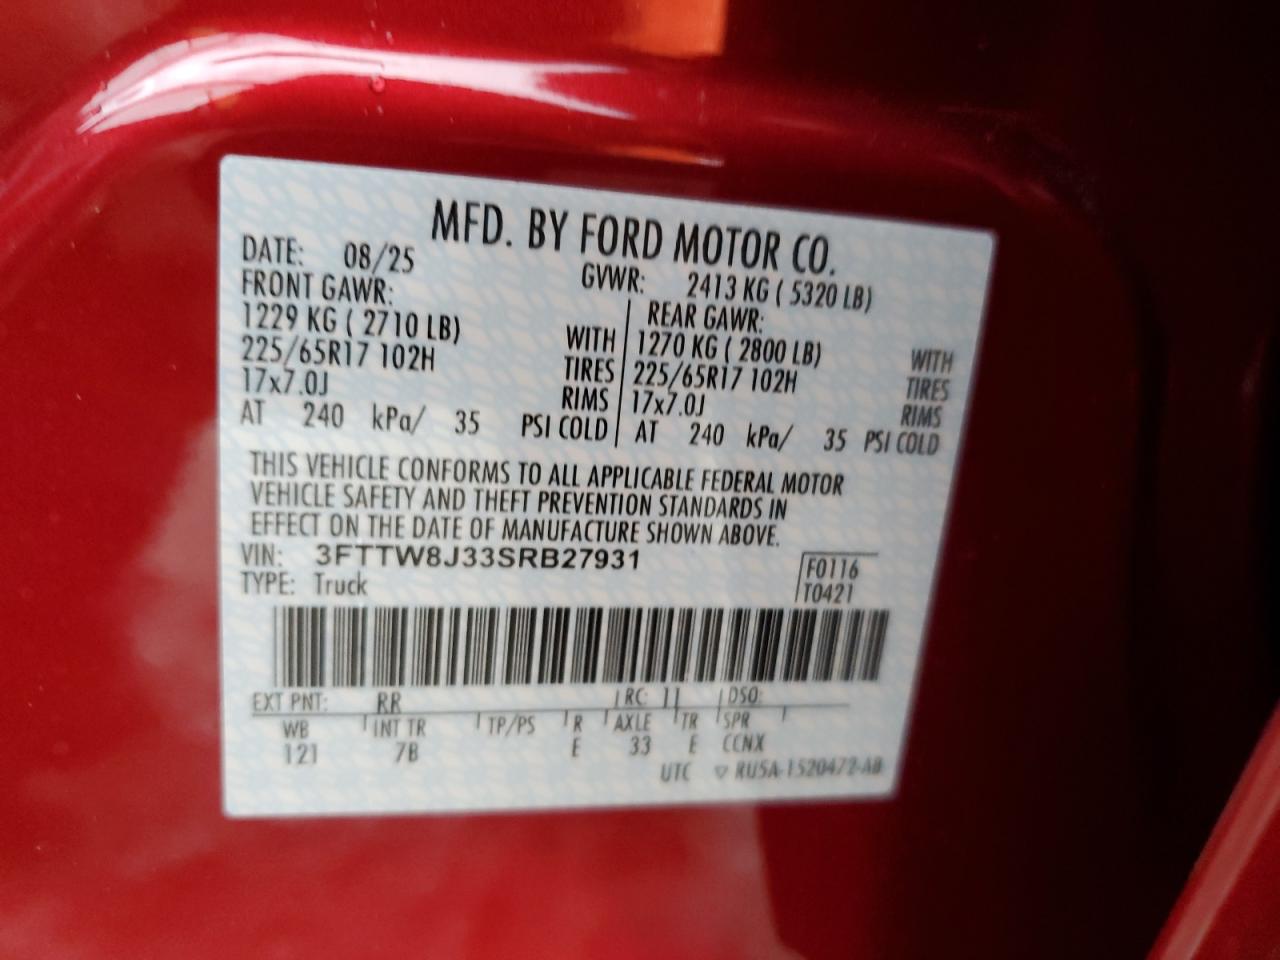 MFD. BY FORD MOTOR CO.
DATE: 08/25 GVWR: 2413 KG ( 5320 LB)
FRONT GAWR: REAR GAWR:
1229 KG ( 2710 LB) WITH 1270 KG ( 2800 LB) WITH
225/65R17 102H TIRES 225/65R17 102H TIRES
17x7.0J RIMS 17x7.0J RIMS
AT 240 kPa/ 35 PSI COLD AT 240 kPa/ 35 PSI COLD
THIS VEHICLE CONFORMS TO ALL APPLICABLE FEDERAL MOTOR
VEHICLE SAFETY AND THEFT PREVENTION STANDARDS IN
EFFECT ON THE DATE OF MANUFACTURE SHOWN ABOVE.
VIN: 3FTTW8J33SRB27931
TYPE: Truck
F0116
T0421
EXT PNT: RR RC: 11 DSO:
WB INT TR TP/PS R AXLE TR SPR
121 7B E 33 E CCNX
UTC ▽ RU5A-1520472-AB